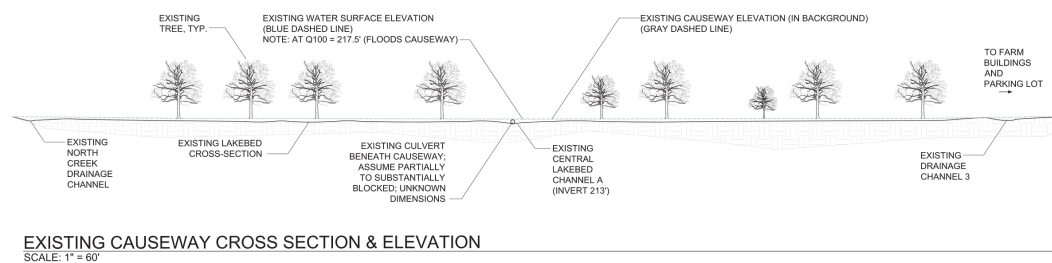 EXISTING
TREE, TYP.
EXISTING WATER SURFACE ELEVATION
(BLUE DASHED LINE)
NOTE: AT Q100 = 217.5' (FLOODS CAUSEWAY)
EXISTING CAUSEWAY ELEVATION (IN BACKGROUND)
(GRAY DASHED LINE)
TO FARM
BUILDINGS
AND
PARKING LOT
EXISTING
NORTH
CREEK
DRAINAGE
CHANNEL
EXISTING LAKEBED
CROSS-SECTION
EXISTING CULVERT
BENEATH CAUSEWAY;
ASSUME PARTIALLY
TO SUBSTANTIALLY
BLOCKED; UNKNOWN
DIMENSIONS
EXISTING
CENTRAL
LAKEBED
CHANNEL A
(INVERT 213')
EXISTING
DRAINAGE
CHANNEL 3
EXISTING CAUSEWAY CROSS SECTION & ELEVATION
SCALE: 1" = 60'